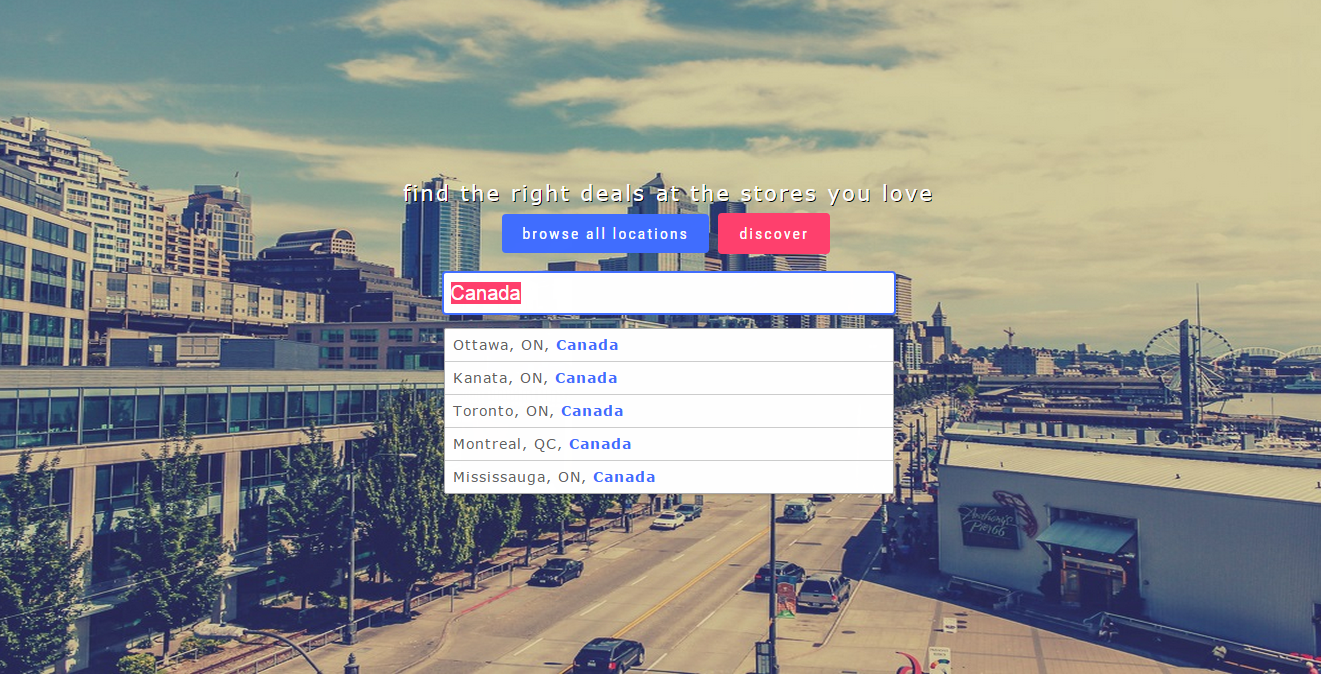 find the right deals at the stores you love
browse all locations discover
Canada
Ottawa, ON, Canada
Kanata, ON, Canada
Toronto, ON, Canada
Montreal, QC, Canada
Mississauga, ON, Canada
Anthony's
Pier 66